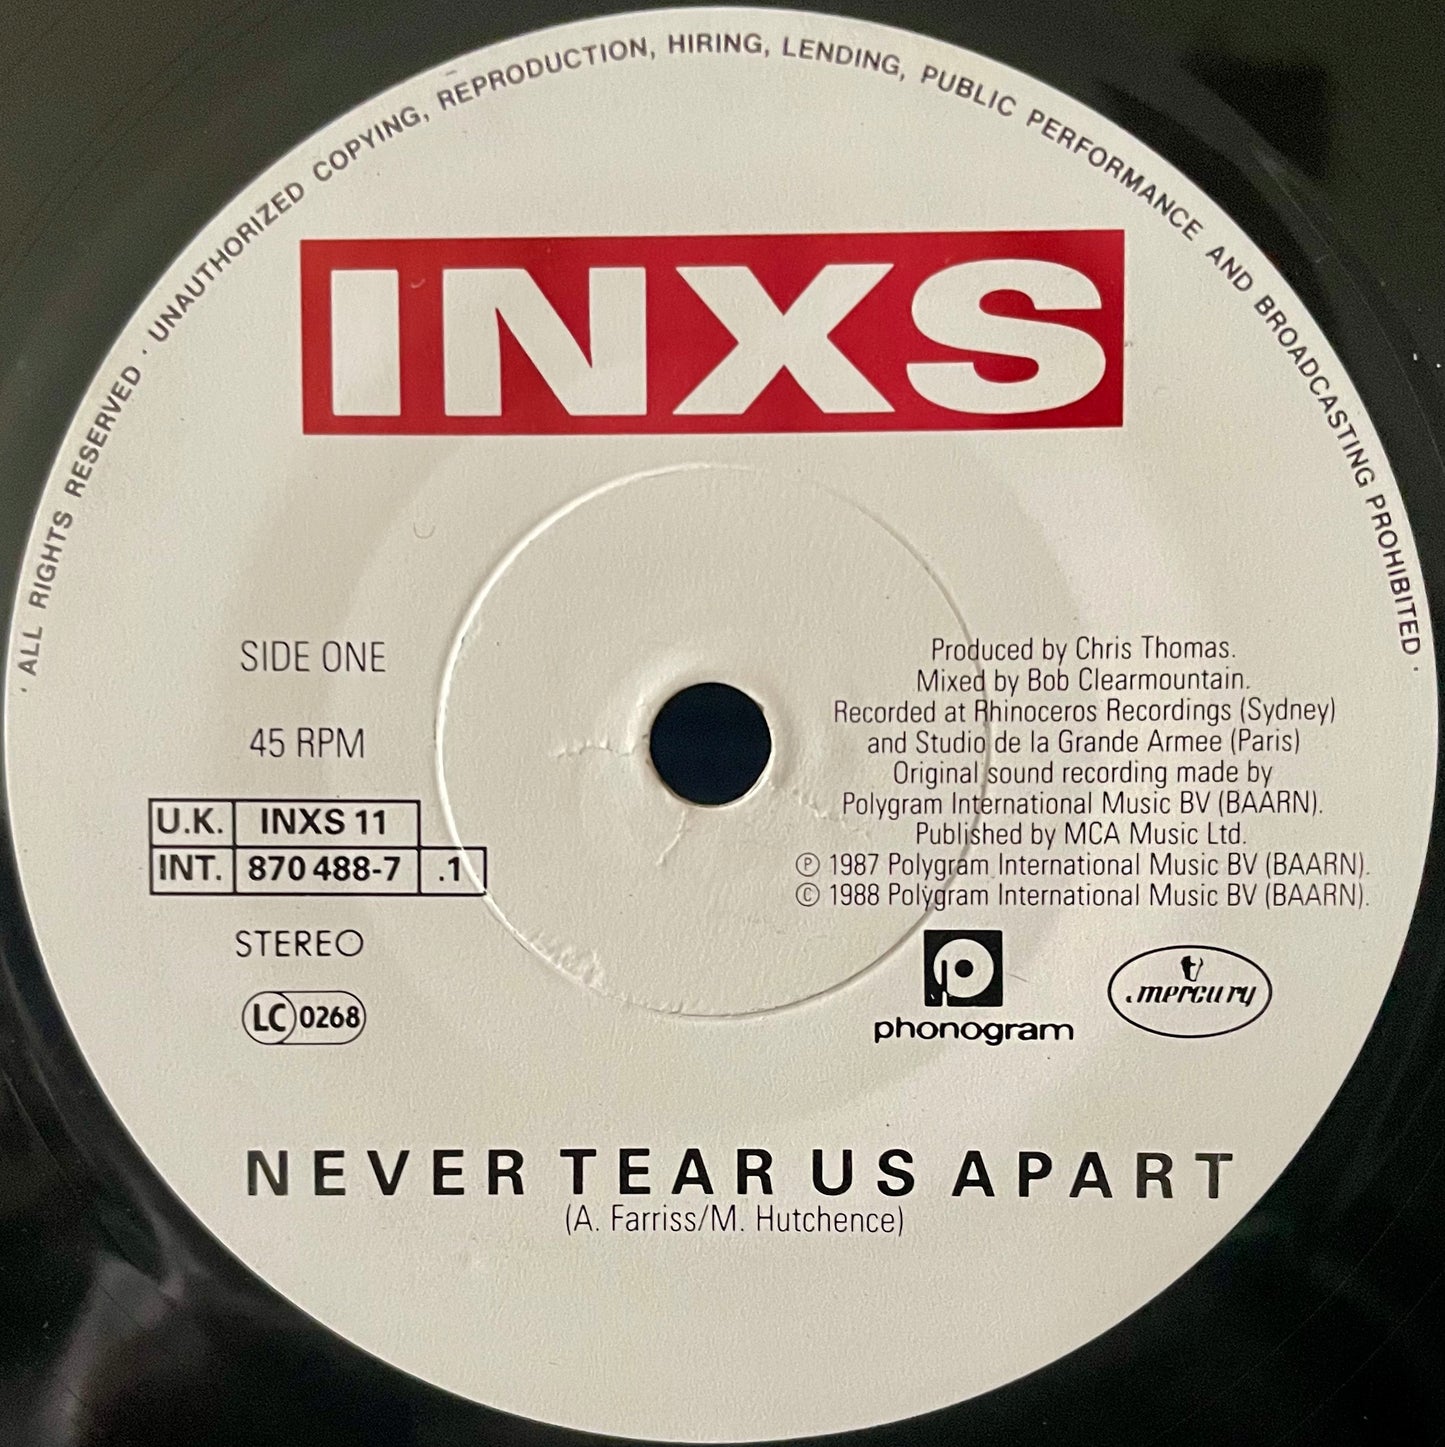 · ALL RIGHTS RESERVED · UNAUTHORIZED COPYING, REPRODUCTION, HIRING, LENDING, PUBLIC PERFORMANCE AND BROADCASTING PROHIBITED ·
INXS
SIDE ONE
45 RPM
U.K. INXS 11
INT. 870 488-7 .1
STEREO
LC 0268
Produced by Chris Thomas.
Mixed by Bob Clearmountain.
Recorded at Rhinoceros Recordings (Sydney)
and Studio de la Grande Armee (Paris)
Original sound recording made by
Polygram International Music BV (BAARN).
Published by MCA Music Ltd.
℗ 1987 Polygram International Music BV (BAARN).
© 1988 Polygram International Music BV (BAARN).
phonogram
mercury
NEVER TEAR US APART
(A. Farriss/M. Hutchence)